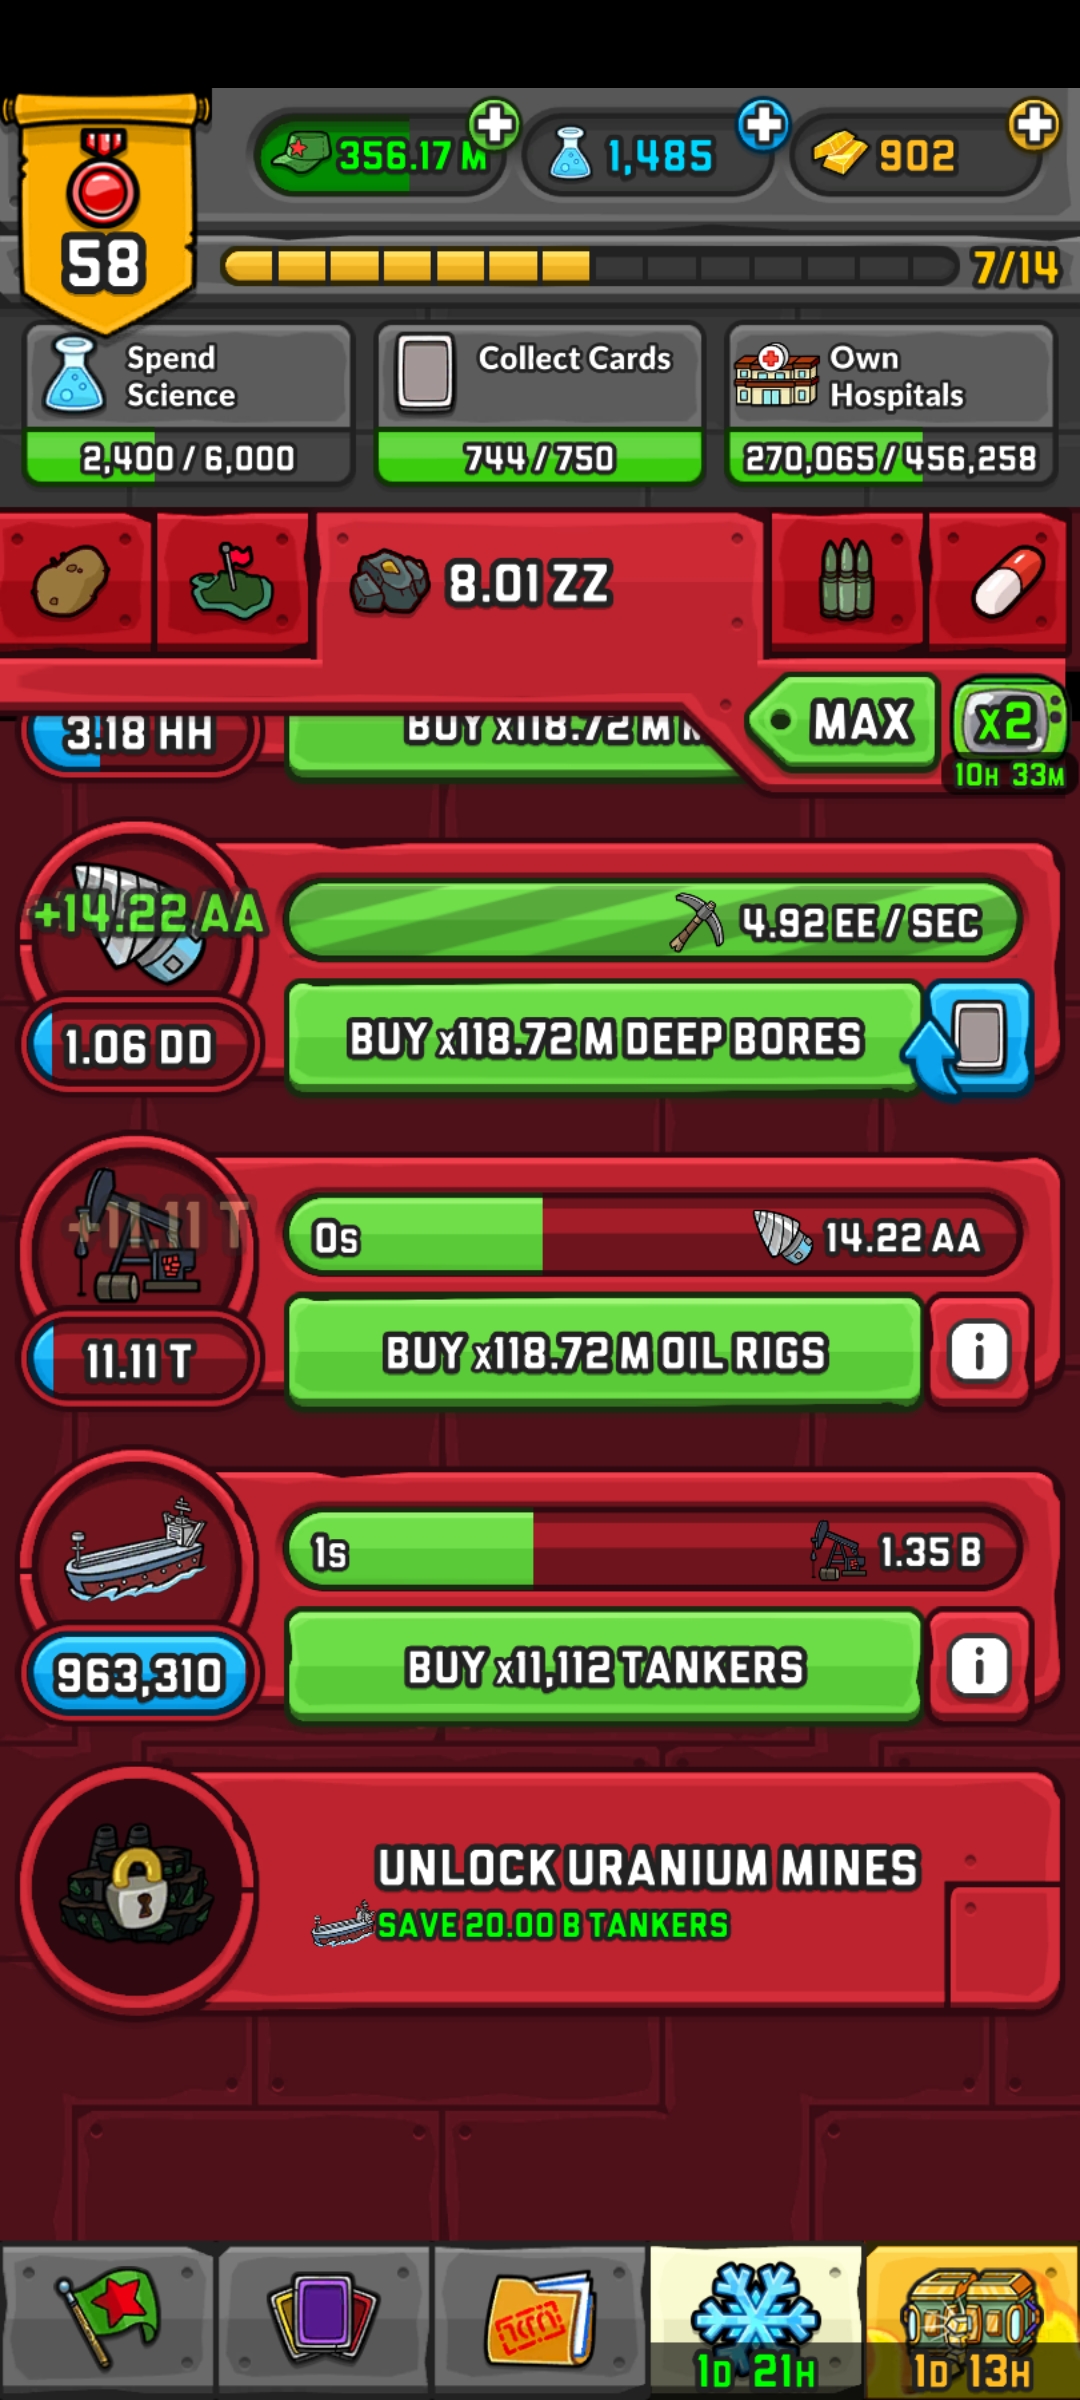 356.17 M
1,485
902
58
7/14
Spend
Science
Collect Cards
Own
Hospitals
2,400 / 6,000
744 / 750
270,065 / 456,258
8.01 ZZ
MAX
x2
10H 33M
3.18 HH
BUY x118.72 M
+14.22 AA
4.92 EE / SEC
1.06 DD
BUY x118.72 M DEEP BORES
+11.11 T
0s
14.22 AA
11.11 T
BUY x118.72 M OIL RIGS
i
1s
1.35 B
963,310
BUY x11,112 TANKERS
i
UNLOCK URANIUM MINES
SAVE 20.00 B TANKERS
1D 21H
1D 13H